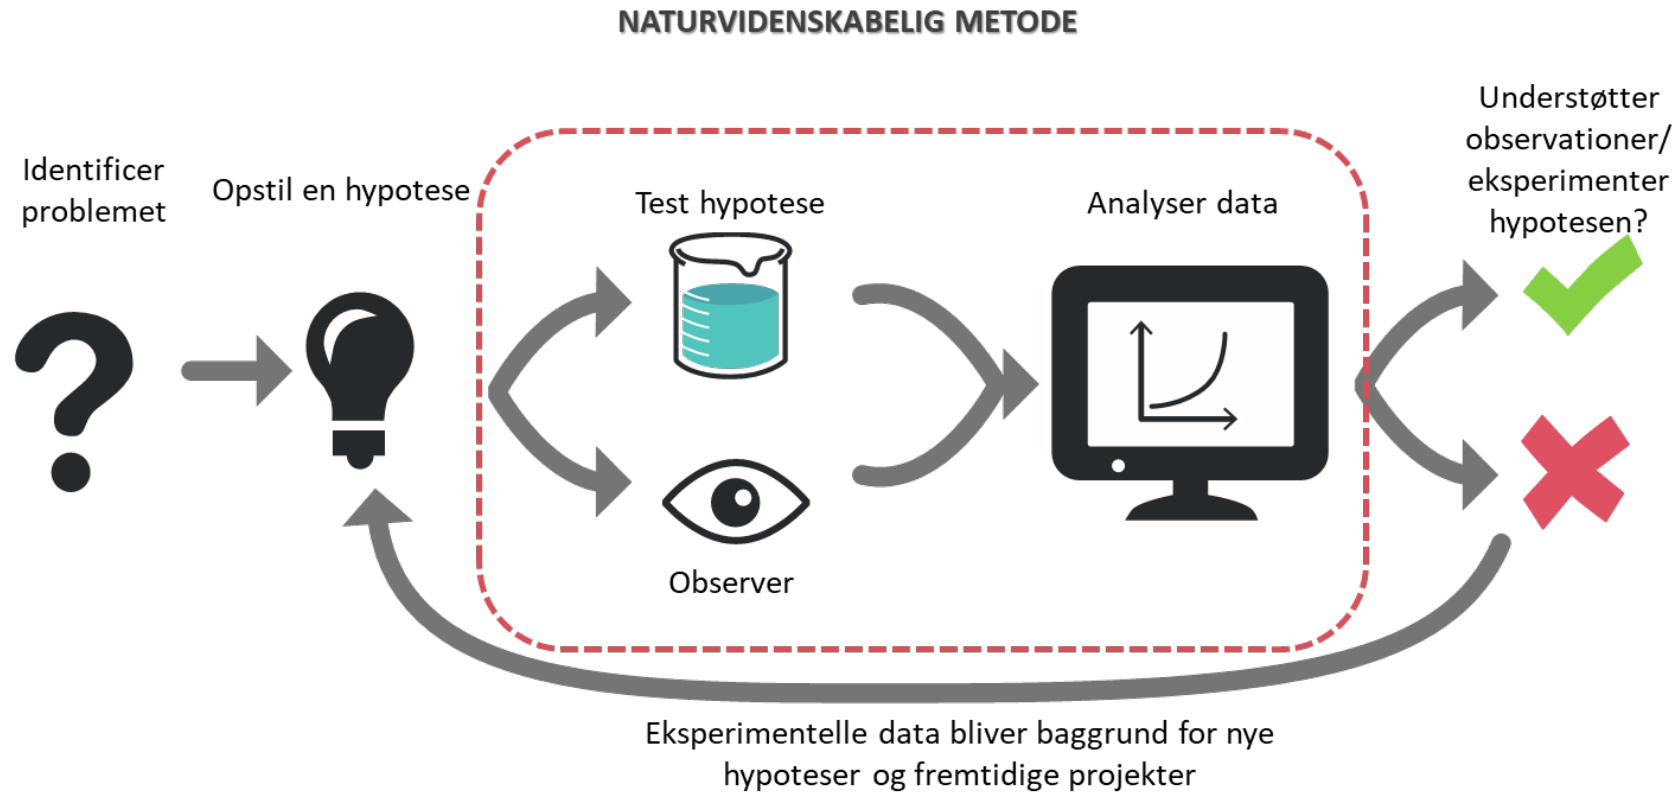 NATURVIDENSKABELIG METODE
Identificer
problemet
Opstil en hypotese
Test hypotese
Observer
Analyser data
Understøtter
observationer/
eksperimenter
hypotesen?
Eksperimentelle data bliver baggrund for nye
hypoteser og fremtidige projekter